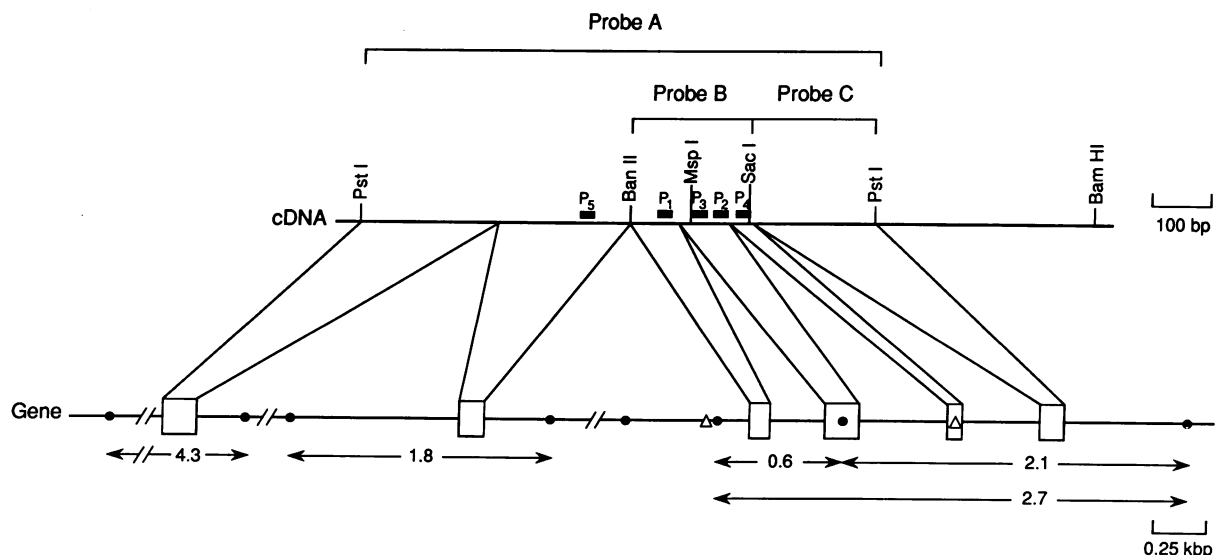 Probe A
Probe B
Probe C
Pst I
Ban II
Msp I
Sac I
Pst I
Bam HI
P5
P1
P3
P2
P4
cDNA
100 bp
Gene
4.3
1.8
0.6
2.1
2.7
0.25 kbp